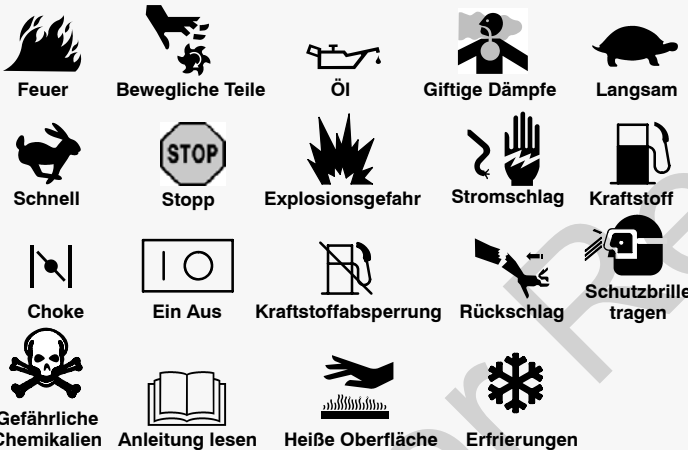 Feuer
Bewegliche Teile
Öl
Giftige Dämpfe
Langsam
Schnell
STOP
Stopp
Explosionsgefahr
Stromschlag
Kraftstoff
Choke
Ein Aus
Kraftstoffabsperrung
Rückschlag
Schutzbrille
tragen
Gefährliche
Chemikalien
Anleitung lesen
Heiße Oberfläche
Erfrierungen